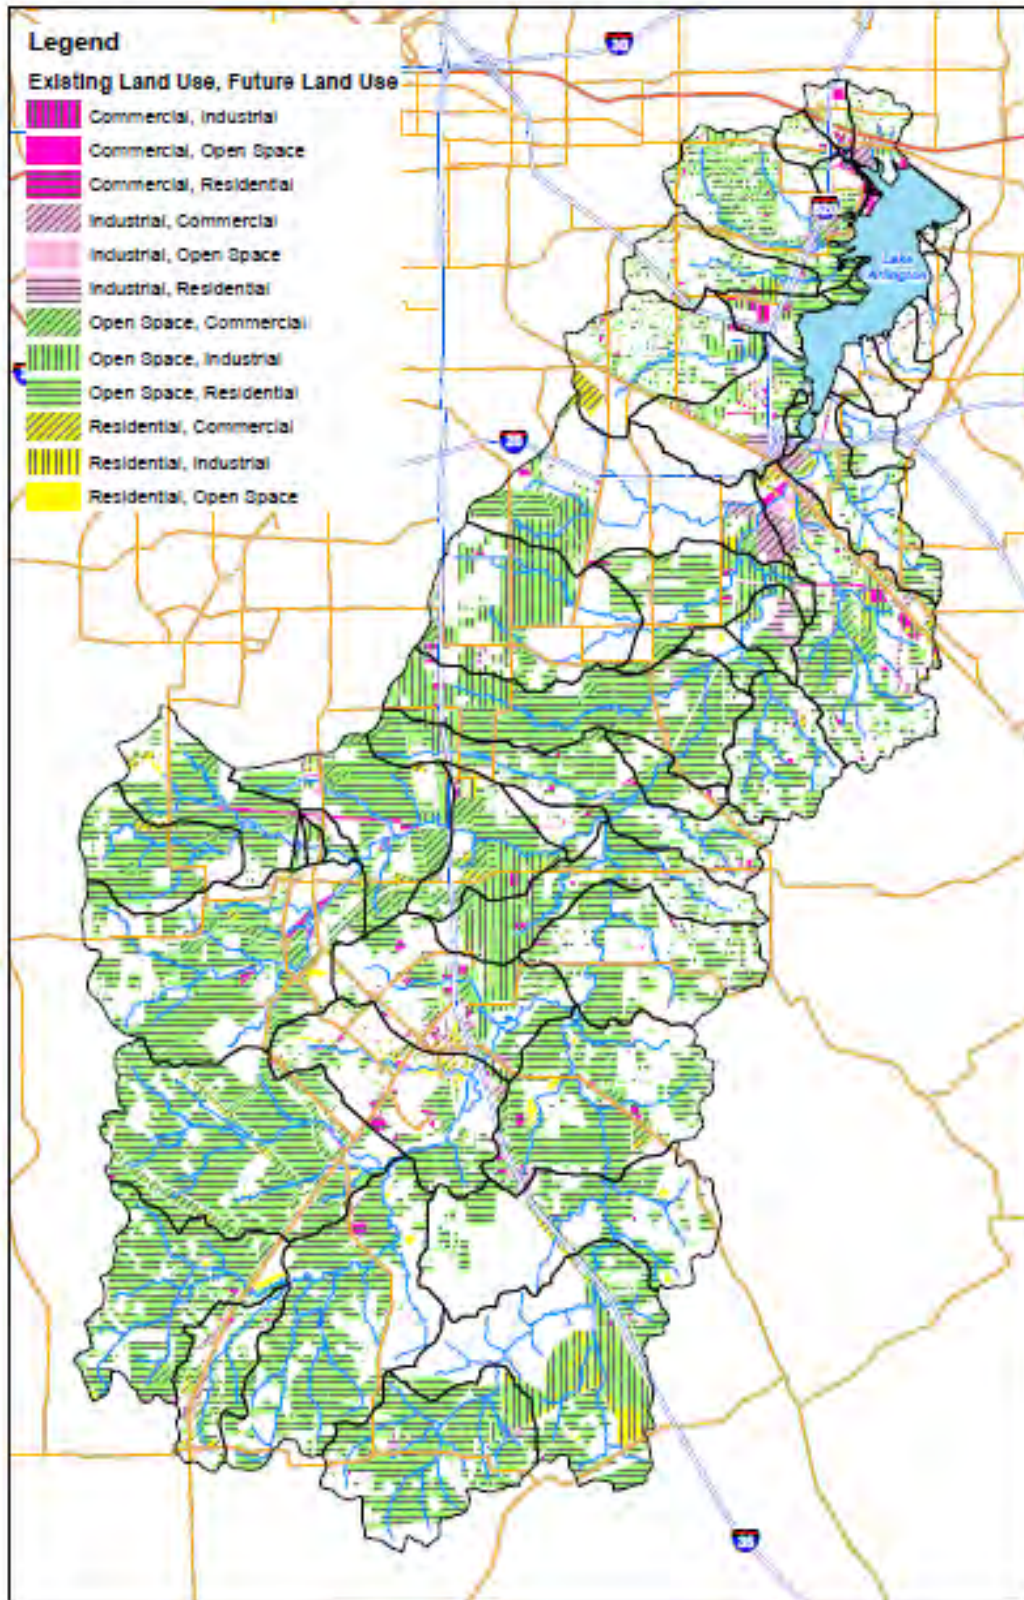 Legend
Existing Land Use, Future Land Use
Commercial, Industrial
Commercial, Open Space
Commercial, Residential
Industrial, Commercial
Industrial, Open Space
Industrial, Residential
Open Space, Commercial
Open Space, Industrial
Open Space, Residential
Residential, Commercial
Residential, Industrial
Residential, Open Space
30
820
Lake
Arlington
20
35